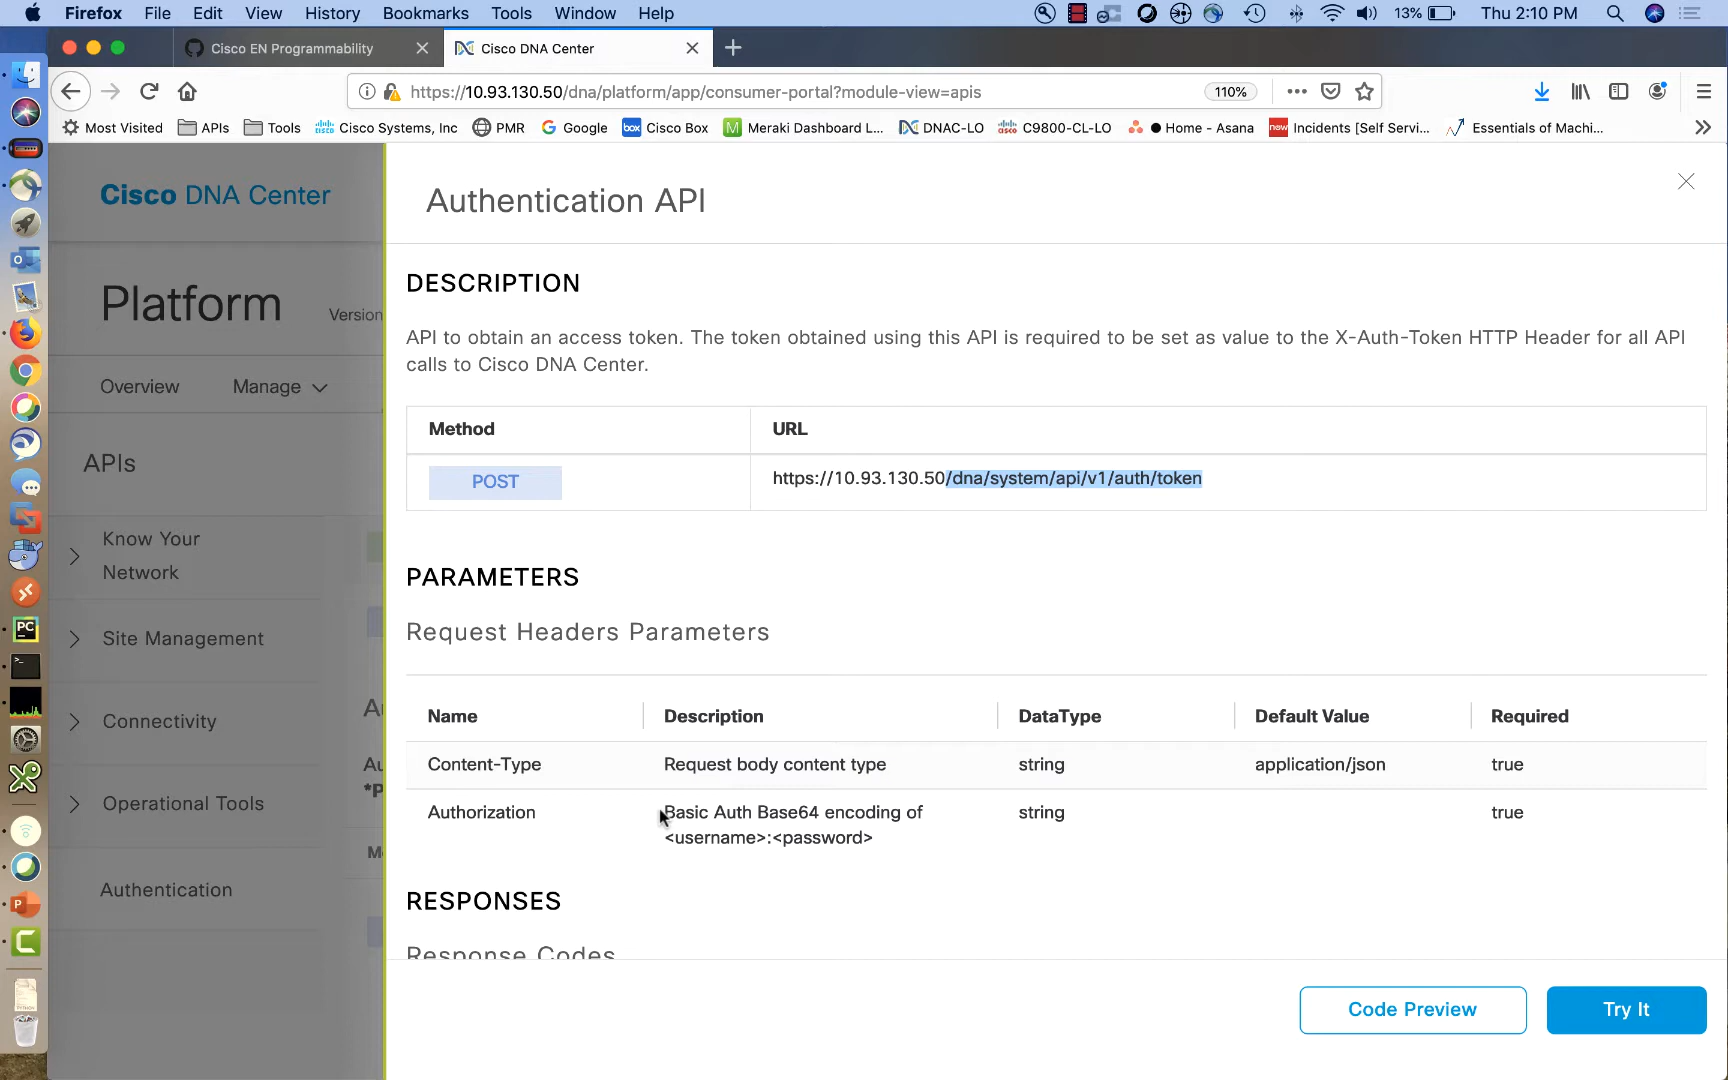 Firefox File Edit View History Bookmarks Tools Window Help 13% Thu 2:10 PM
Cisco EN Programmability Cisco DNA Center
https://10.93.130.50/dna/platform/app/consumer-portal?module-view=apis 110%
Most Visited APIs Tools Cisco Systems, Inc PMR Google Cisco Box Meraki Dashboard L... DNAC-LO C9800-CL-LO Home - Asana Incidents [Self Servi... Essentials of Machi...
Cisco DNA Center
Platform Version
Overview Manage
APIs
Know Your
Network
Site Management
Connectivity
Operational Tools
Authentication
Au
Au
*P
Authentication API
DESCRIPTION
API to obtain an access token. The token obtained using this API is required to be set as value to the X-Auth-Token HTTP Header for all API
calls to Cisco DNA Center.
Method URL
POST https://10.93.130.50/dna/system/api/v1/auth/token
PARAMETERS
Request Headers Parameters
Name Description DataType Default Value Required
Content-Type Request body content type string application/json true
Authorization Basic Auth Base64 encoding of string true
<username>:<password>
RESPONSES
Response Codes
Code Preview Try It